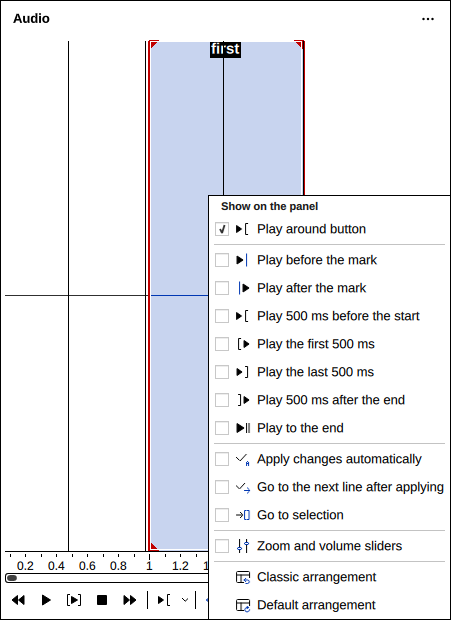 Audio
first
Show on the panel
Play around button
Play before the mark
Play after the mark
Play 500 ms before the start
Play the first 500 ms
Play the last 500 ms
Play 500 ms after the end
Play to the end
Apply changes automatically
Go to the next line after applying
Go to selection
Zoom and volume sliders
Classic arrangement
Default arrangement
0.2 0.4 0.6 0.8 1 1.2